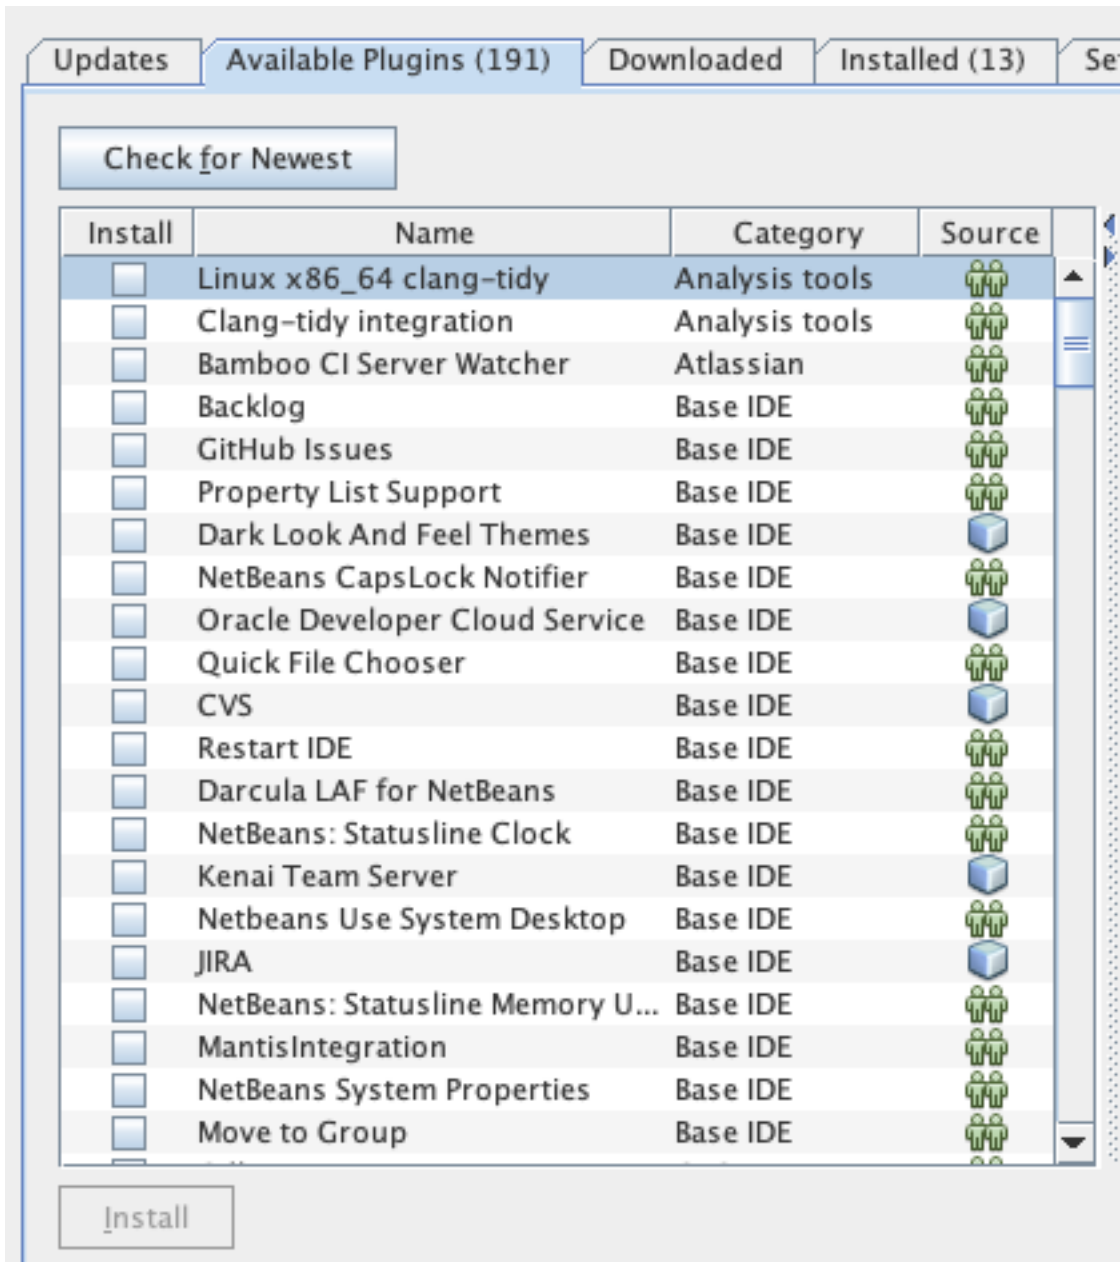 Updates Available Plugins (191) Downloaded Installed (13)
Check for Newest
Install Name Category Source
Linux x86_64 clang-tidy Analysis tools
Clang-tidy integration Analysis tools
Bamboo CI Server Watcher Atlassian
Backlog Base IDE
GitHub Issues Base IDE
Property List Support Base IDE
Dark Look And Feel Themes Base IDE
NetBeans CapsLock Notifier Base IDE
Oracle Developer Cloud Service Base IDE
Quick File Chooser Base IDE
CVS Base IDE
Restart IDE Base IDE
Darcula LAF for NetBeans Base IDE
NetBeans: Statusline Clock Base IDE
Kenai Team Server Base IDE
Netbeans Use System Desktop Base IDE
JIRA Base IDE
NetBeans: Statusline Memory U... Base IDE
MantisIntegration Base IDE
NetBeans System Properties Base IDE
Move to Group Base IDE
Install